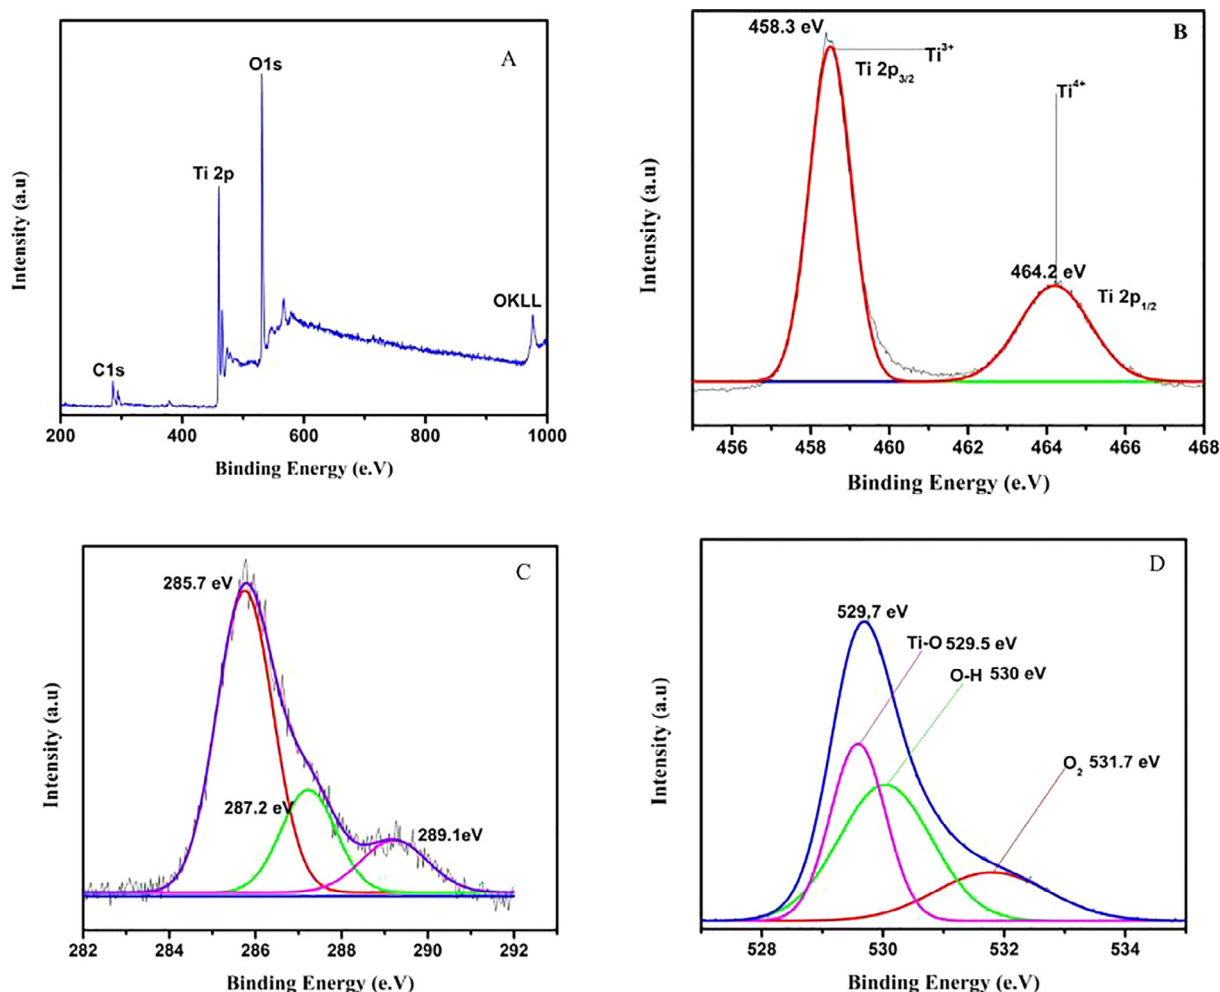 A
O1s
Ti 2p
OKLL
C1s
Intensity (a.u)
200 400 600 800 1000
Binding Energy (e.V)
B
458.3 eV
Ti3+
Ti 2p3/2
Ti4+
464.2 eV
Ti 2p1/2
Intensity (a.u)
456 458 460 462 464 466 468
Binding Energy (e.V)
C
285.7 eV
287.2 eV
289.1eV
Intensity (a.u)
282 284 286 288 290 292
Binding Energy (e.V)
D
529.7 eV
Ti-O 529.5 eV
O-H 530 eV
O2 531.7 eV
Intensity (a.u)
528 530 532 534
Binding Energy (e.V)